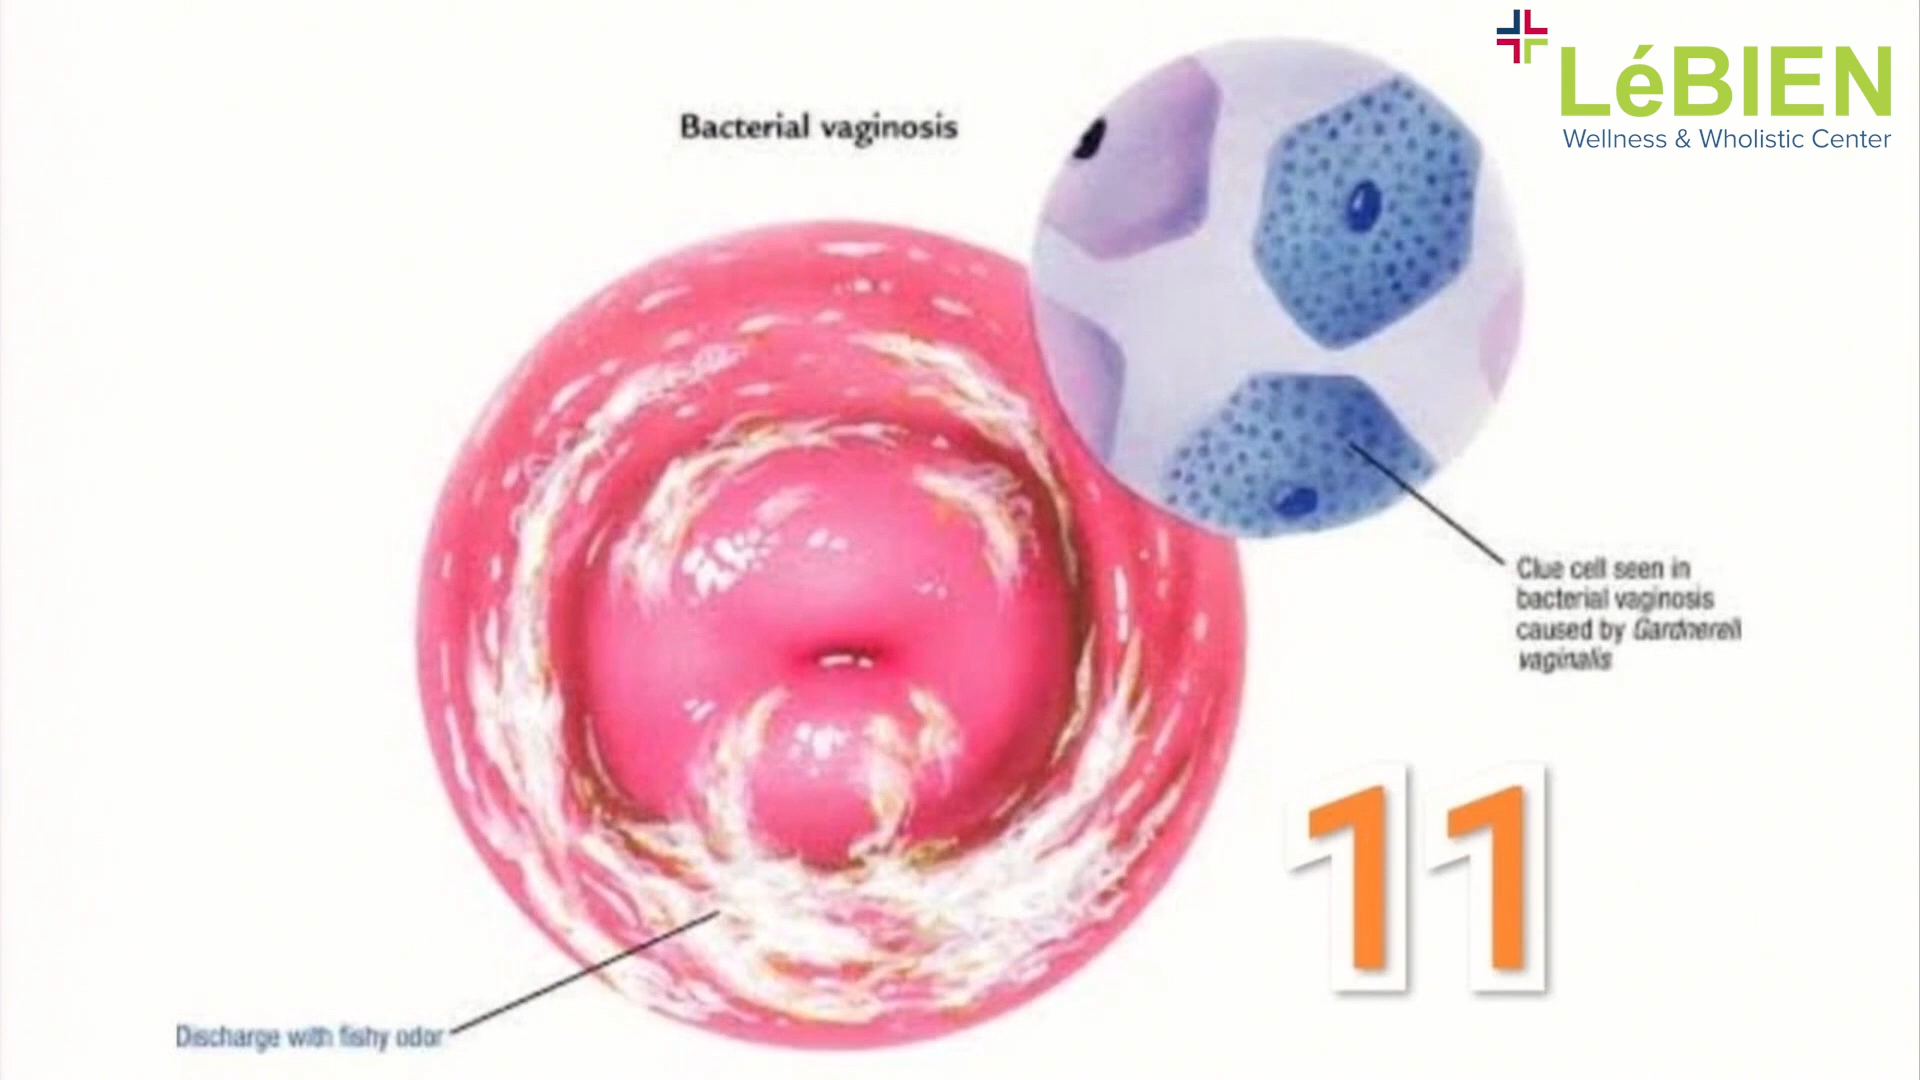 LéBIEN
Wellness & Wholistic Center
Bacterial vaginosis
Clue cell seen in
bacterial vaginosis
caused by Gardnerell
vaginalis
11
Discharge with fishy odor